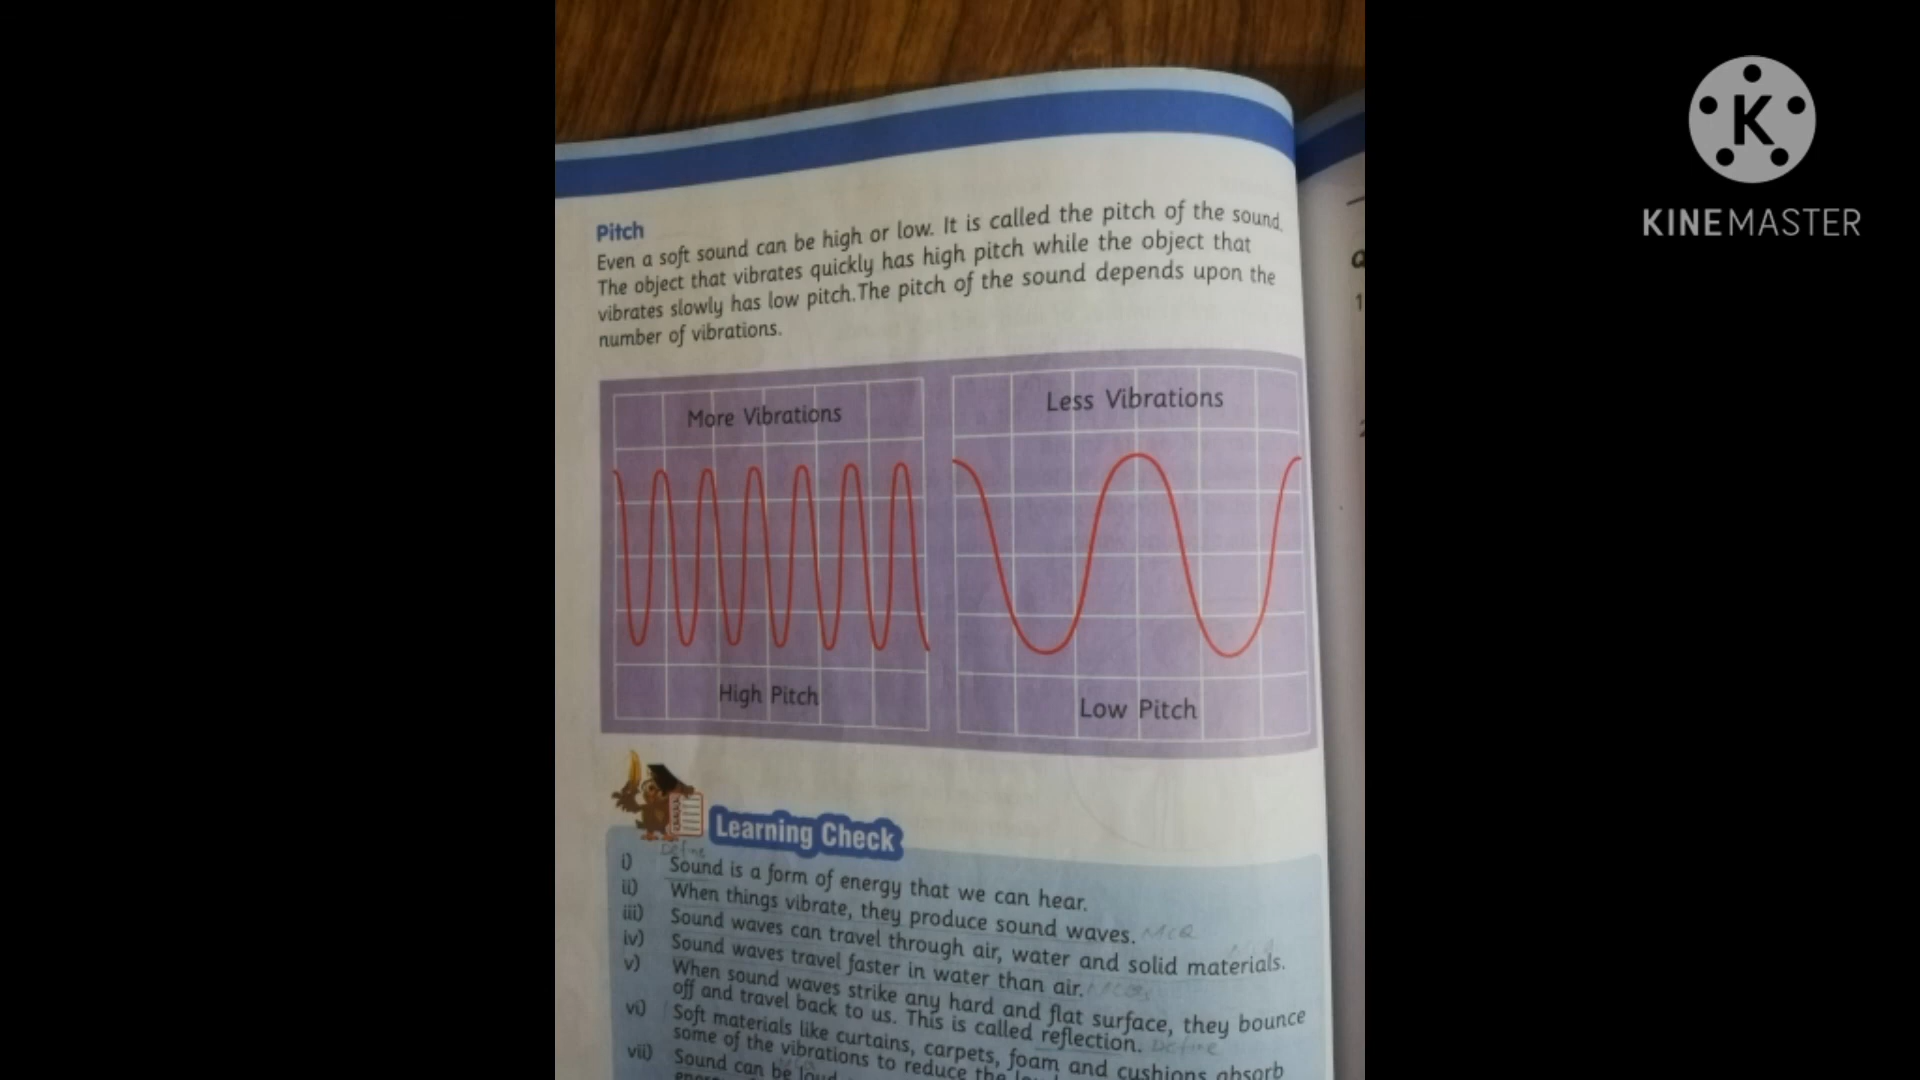 K
KINEMASTER
Pitch
Even a soft sound can be high or low. It is called the pitch of the sound.
The object that vibrates quickly has high pitch while the object that
vibrates slowly has low pitch.The pitch of the sound depends upon the
number of vibrations.
More Vibrations
High Pitch
Less Vibrations
Low Pitch
Learning Check
Define
i) Sound is a form of energy that we can hear.
ii) When things vibrate, they produce sound waves. MCQ
iii) Sound waves can travel through air, water and solid materials.
iv) Sound waves travel faster in water than air.
v) When sound waves strike any hard and flat surface, they bounce
off and travel back to us. This is called reflection. Define
vi) Soft materials like curtains, carpets, foam and cushions absorb
some of the vibrations to reduce the
vii) Sound can be loud
Q
1
2